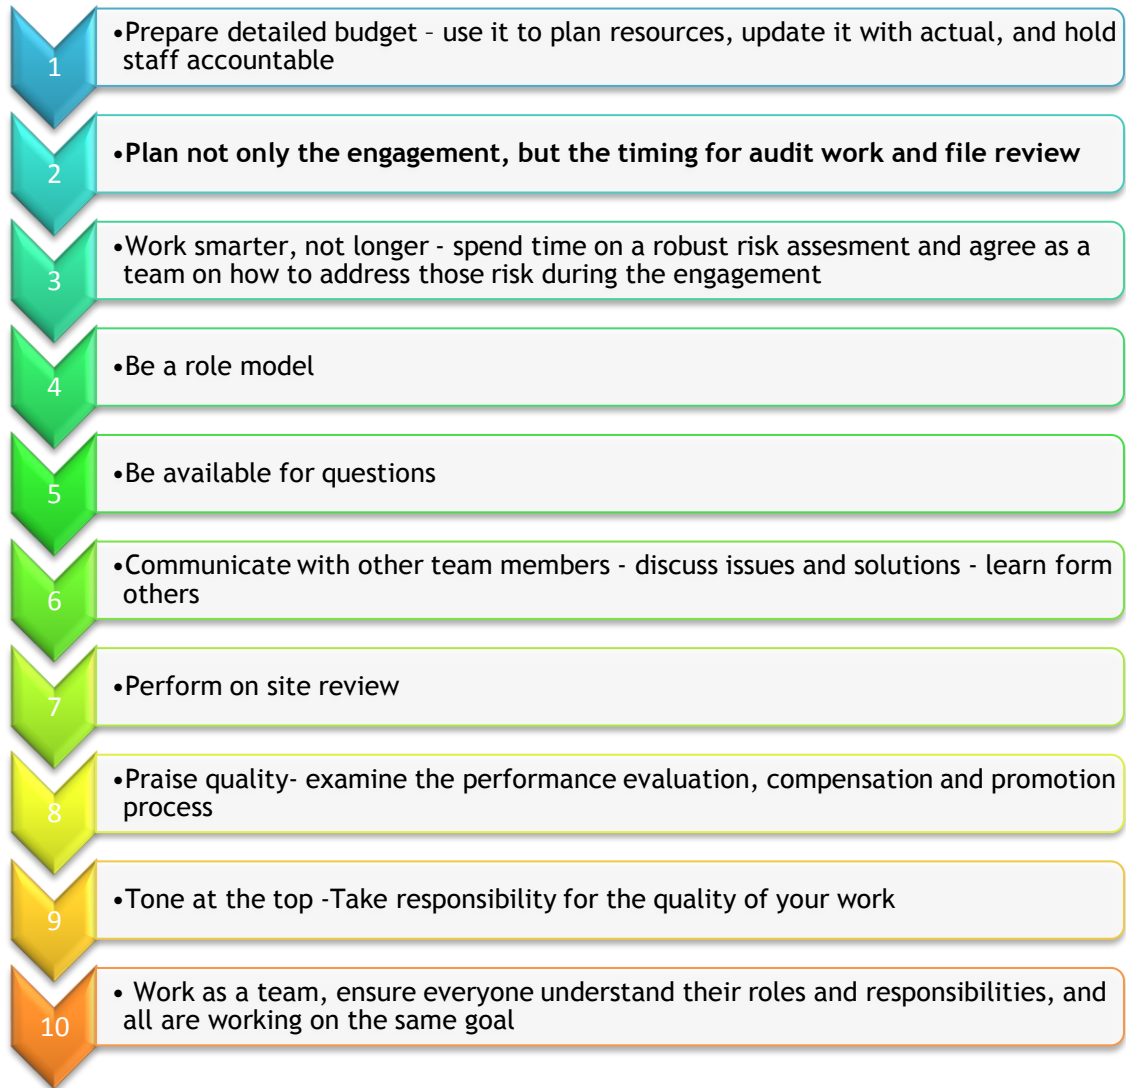 1
•Prepare detailed budget – use it to plan resources, update it with actual, and hold
staff accountable
2
•Plan not only the engagement, but the timing for audit work and file review
3
•Work smarter, not longer - spend time on a robust risk assesment and agree as a
team on how to address those risk during the engagement
4
•Be a role model
5
•Be available for questions
6
•Communicate with other team members - discuss issues and solutions - learn form
others
7
•Perform on site review
8
•Praise quality- examine the performance evaluation, compensation and promotion
process
9
•Tone at the top -Take responsibility for the quality of your work
10
• Work as a team, ensure everyone understand their roles and responsibilities, and
all are working on the same goal